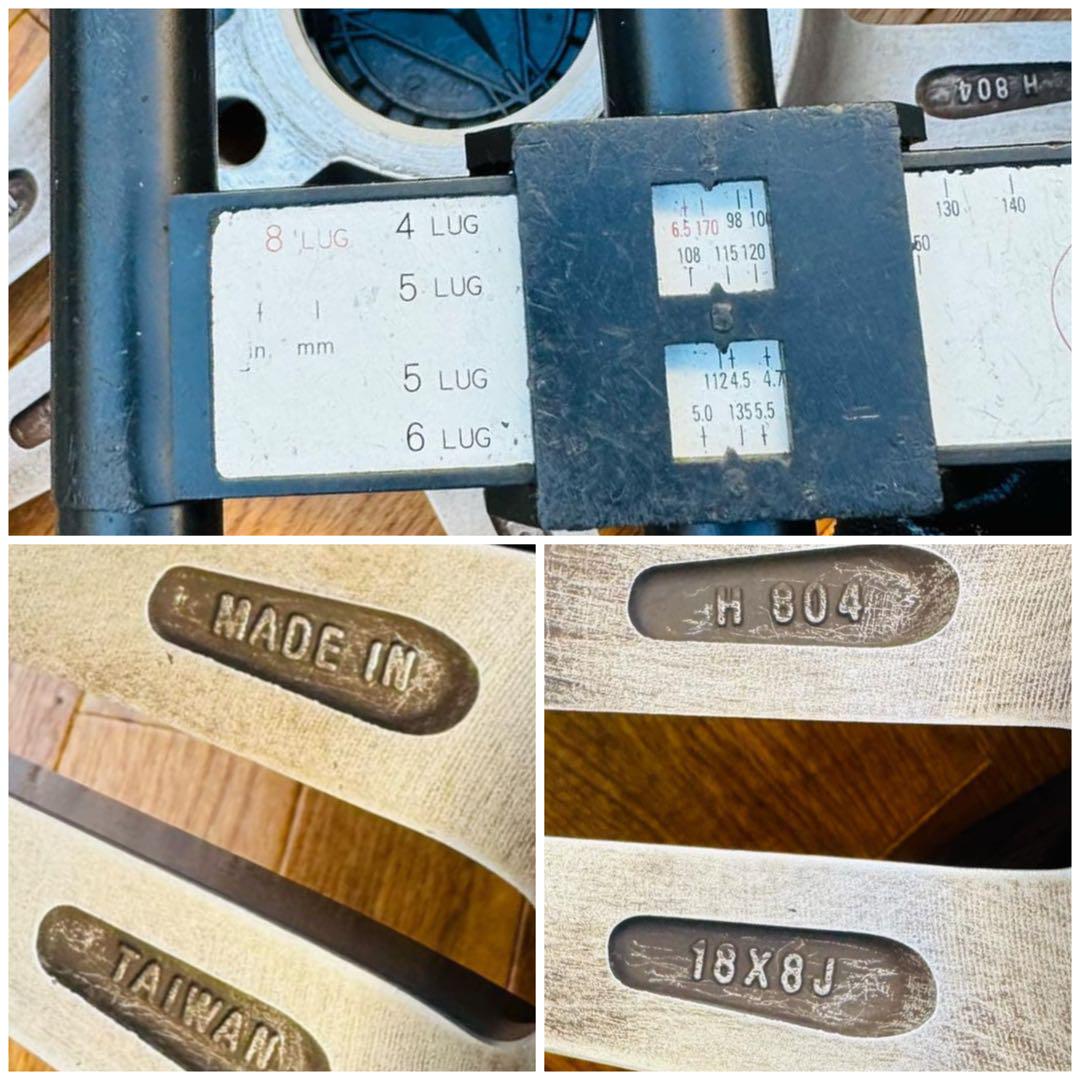 H 804
8 LUG 4 LUG
5 LUG
in. mm
5 LUG
6 LUG
6.5 170 98 100
108 115 120
112 4.5 4.7
5.0 135 5.5
130 140
MADE IN
TAIWAN
H 804
18X8J